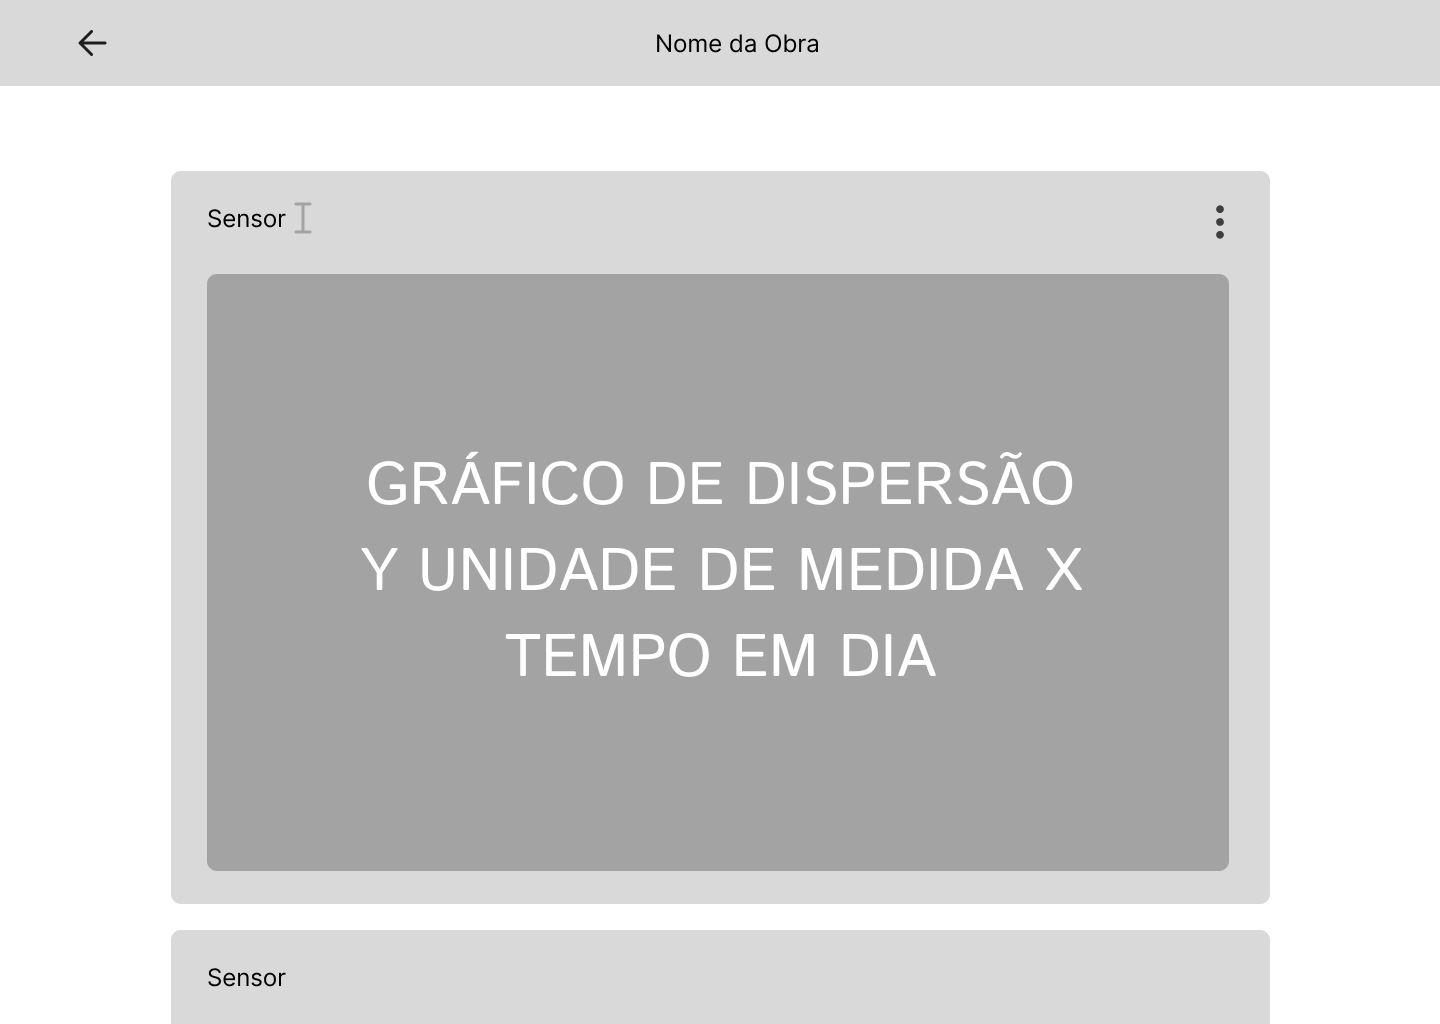 Nome da Obra
Sensor
GRÁFICO DE DISPERSÃO
Y UNIDADE DE MEDIDA X
TEMPO EM DIA
Sensor